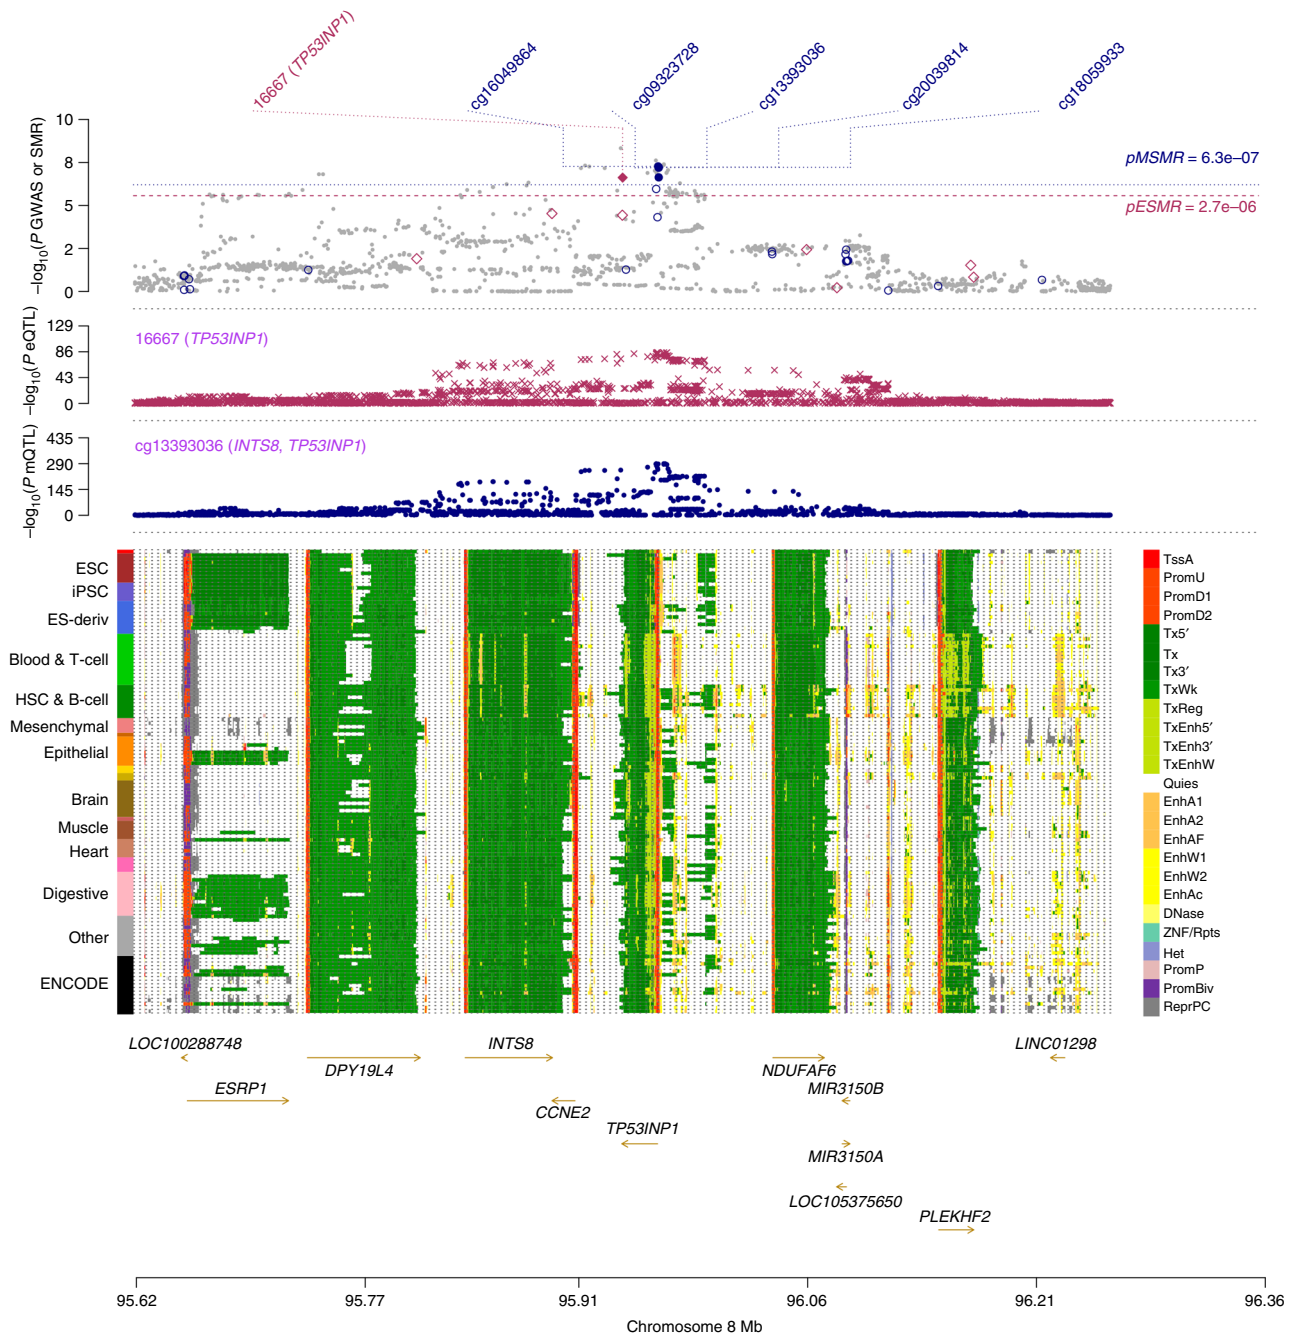 16667 (TP53INP1)
cg16049864
cg09323728
cg13393036
cg20039814
cg18059933
−log10(P GWAS or SMR)
10
8
5
2
0
pMSMR = 6.3e−07
pESMR = 2.7e−06
−log10(P eQTL)
129
86
43
0
16667 (TP53INP1)
−log10(P mQTL)
435
290
145
0
cg13393036 (INTS8, TP53INP1)
ESC
iPSC
ES-deriv
Blood & T-cell
HSC & B-cell
Mesenchymal
Epithelial
Brain
Muscle
Heart
Digestive
Other
ENCODE
TssA
PromU
PromD1
PromD2
Tx5′
Tx
Tx3′
TxWk
TxReg
TxEnh5′
TxEnh3′
TxEnhW
Quies
EnhA1
EnhA2
EnhAF
EnhW1
EnhW2
EnhAc
DNase
ZNF/Rpts
Het
PromP
PromBiv
ReprPC
LOC100288748
INTS8
LINC01298
DPY19L4
NDUFAF6
ESRP1
MIR3150B
CCNE2
TP53INP1
MIR3150A
LOC105375650
PLEKHF2
95.62
95.77
95.91
96.06
96.21
96.36
Chromosome 8 Mb